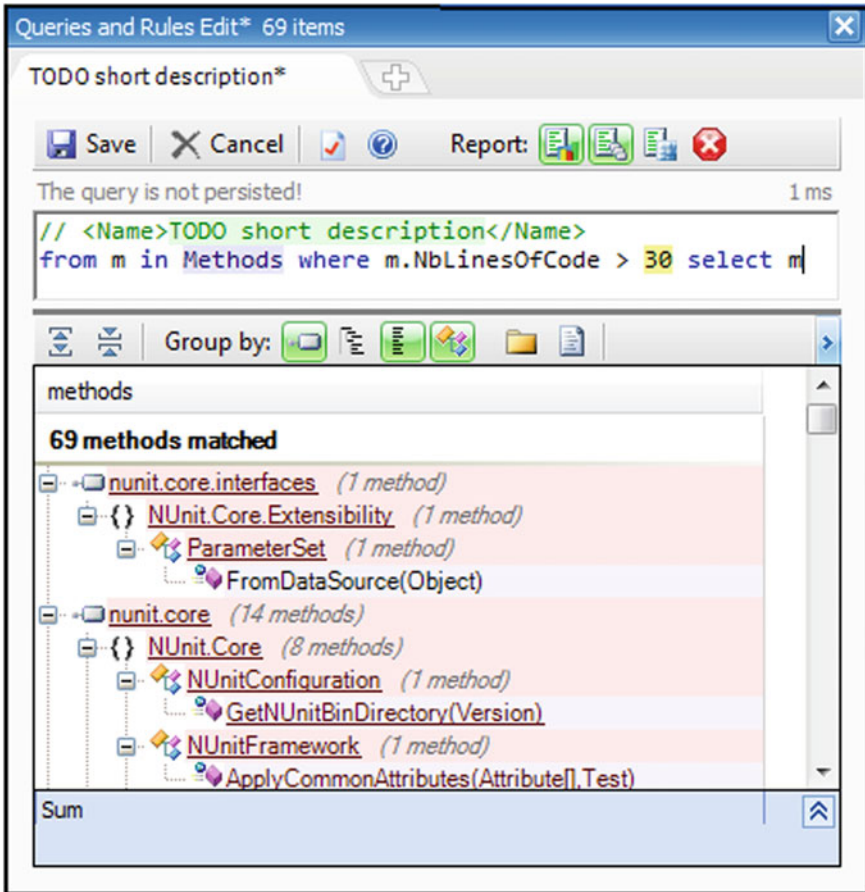 Queries and Rules Edit* 69 items
TODO short description*
Save Cancel Report:
The query is not persisted! 1 ms
// <Name>TODO short description</Name>
from m in Methods where m.NbLinesOfCode > 30 select m
Group by:
methods
69 methods matched
nunit.core.interfaces (1 method)
{} NUnit.Core.Extensibility (1 method)
ParameterSet (1 method)
FromDataSource(Object)
nunit.core (14 methods)
{} NUnit.Core (8 methods)
NUnitConfiguration (1 method)
GetNUnitBinDirectory(Version)
NUnitFramework (1 method)
ApplyCommonAttributes(Attribute[],Test)
Sum